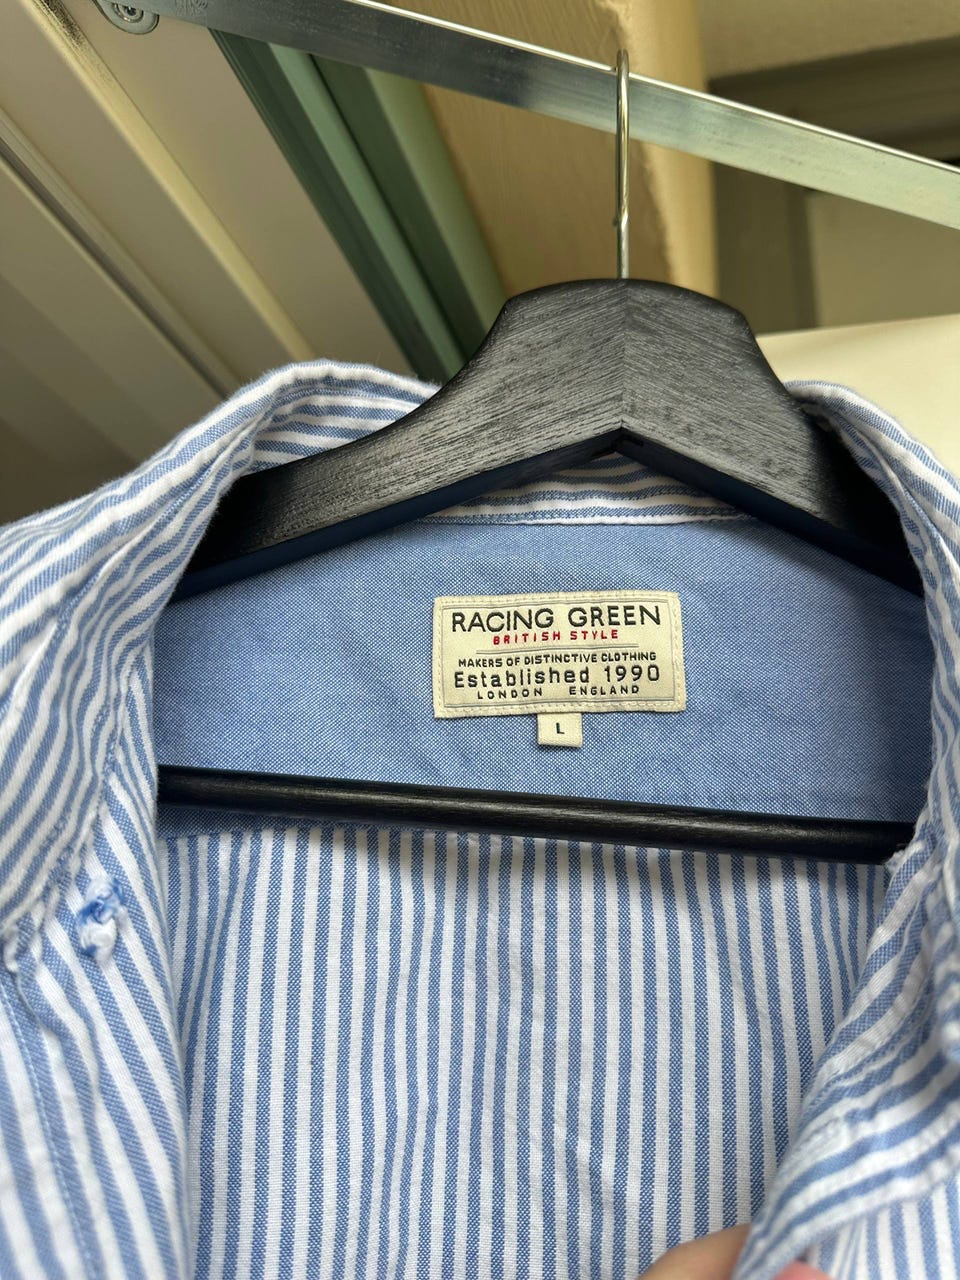 RACING GREEN
BRITISH STYLE
MAKERS OF DISTINCTIVE CLOTHING
Established 1990
LONDON ENGLAND
L